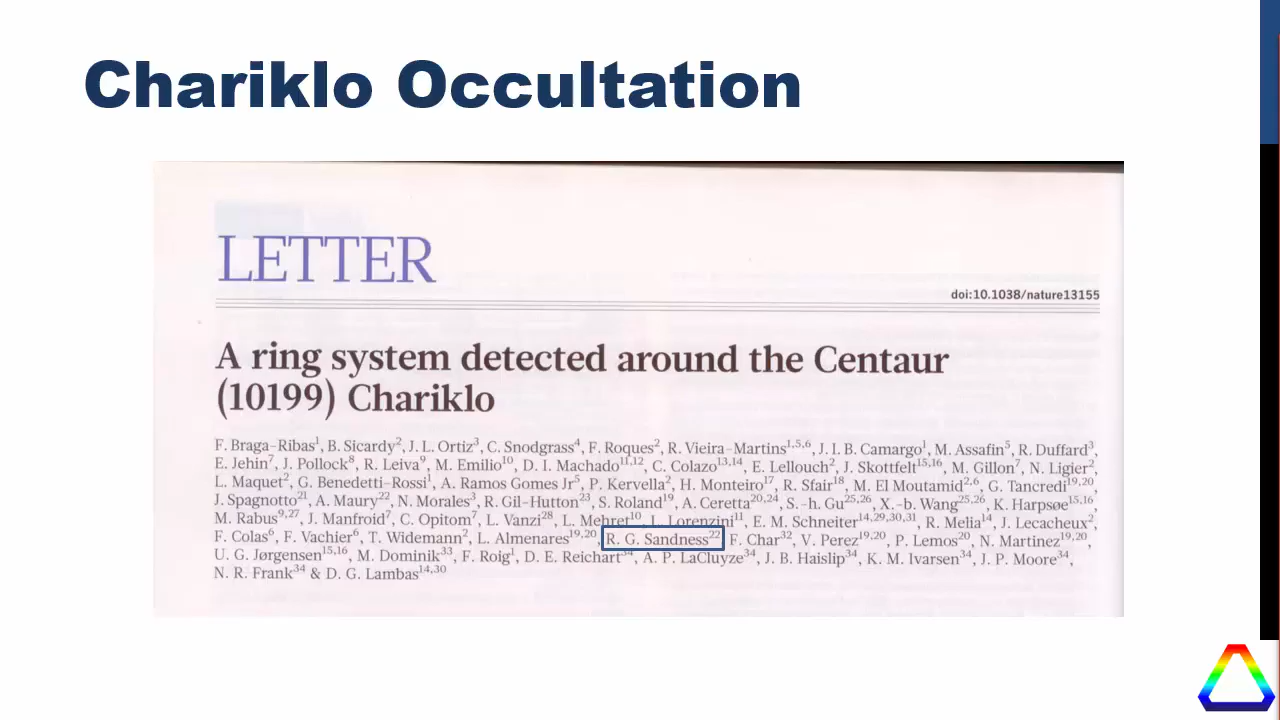 Chariklo Occultation
LETTER
doi:10.1038/nature13155
A ring system detected around the Centaur
(10199) Chariklo
F. Braga-Ribas¹, B. Sicardy², J. L. Ortiz³, C. Snodgrass⁴, F. Roques², R. Vieira-Martins¹,⁵,⁶, J. I. B. Camargo¹, M. Assafin⁵, R. Duffard³,
E. Jehin⁷, J. Pollock⁸, R. Leiva⁹, M. Emilio¹⁰, D. I. Machado¹¹,¹², C. Colazo¹³,¹⁴, E. Lellouch², J. Skottfelt¹⁵,¹⁶, M. Gillon⁷, N. Ligier²,
L. Maquet², G. Benedetti-Rossi¹, A. Ramos Gomes Jr⁵, P. Kervella², H. Monteiro¹⁷, R. Sfair¹⁸, M. El Moutamid²,⁶, G. Tancredi¹⁹,²⁰,
J. Spagnotto²¹, A. Maury²², N. Morales³, R. Gil-Hutton²³, S. Roland¹⁹, A. Ceretta²⁰,²⁴, S.-h. Gu²⁵,²⁶, X.-b. Wang²⁵,²⁶, K. Harpsøe¹⁵,¹⁶,
M. Rabus⁹,²⁷, J. Manfroid⁷, C. Opitom⁷, L. Vanzi²⁸, L. Mehret¹⁰, L. Lorenzini¹¹, E. M. Schneiter¹⁴,²⁹,³⁰,³¹, R. Melia¹⁴, J. Lecacheux²,
F. Colas⁶, F. Vachier⁶, T. Widemann², L. Almenares¹⁹,²⁰, R. G. Sandness²², F. Char³², V. Perez¹⁹,²⁰, P. Lemos²⁰, N. Martinez¹⁹,²⁰,
U. G. Jørgensen¹⁵,¹⁶, M. Dominik³³, F. Roig¹, D. E. Reichart³⁴, A. P. LaCluyze³⁴, J. B. Haislip³⁴, K. M. Ivarsen³⁴, J. P. Moore³⁴,
N. R. Frank³⁴ & D. G. Lambas¹⁴,³⁰